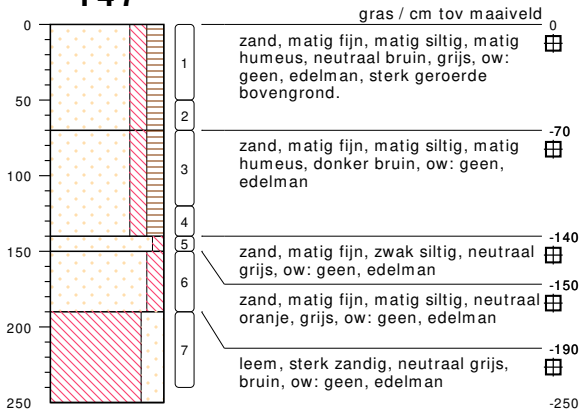 gras / cm tov maaiveld
0
0
zand, matig fijn, matig siltig, matig
humeus, neutraal bruin, grijs, ow:
geen, edelman, sterk geroerde
bovengrond.
1
50
2
-70
zand, matig fijn, matig siltig, matig
humeus, donker bruin, ow: geen,
edelman
3
100
4
-140
5
150
zand, matig fijn, zwak siltig, neutraal
grijs, ow: geen, edelman
-150
6
zand, matig fijn, matig siltig, neutraal
oranje, grijs, ow: geen, edelman
200
-190
7
leem, sterk zandig, neutraal grijs,
bruin, ow: geen, edelman
250
-250